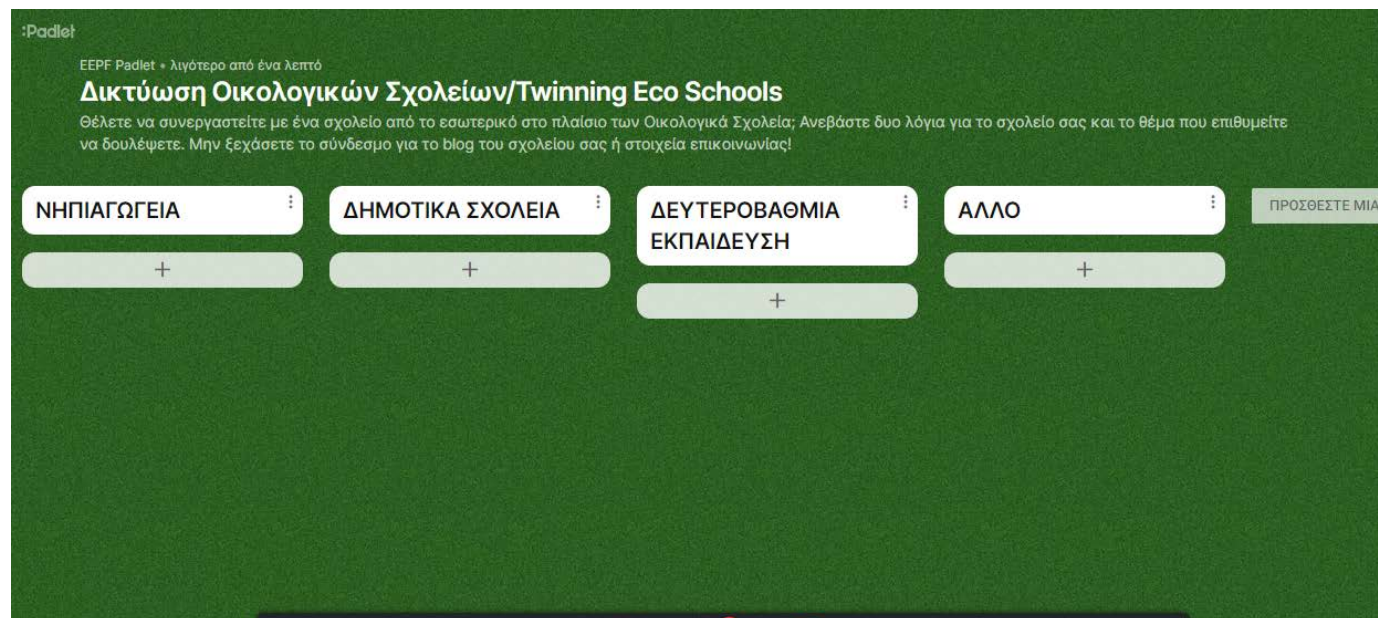 :Padlet
EEPF Padlet • λιγότερο από ένα λεπτό
Δικτύωση Οικολογικών Σχολείων/Twinning Eco Schools
Θέλετε να συνεργαστείτε με ένα σχολείο από το εσωτερικό στο πλαίσιο των Οικολογικά Σχολεία; Ανεβάστε δυο λόγια για το σχολείο σας και το θέμα που επιθυμείτε
να δουλέψετε. Μην ξεχάσετε το σύνδεσμο για το blog του σχολείου σας ή στοιχεία επικοινωνίας!
ΝΗΠΙΑΓΩΓΕΙΑ
ΔΗΜΟΤΙΚΑ ΣΧΟΛΕΙΑ
ΔΕΥΤΕΡΟΒΑΘΜΙΑ
ΕΚΠΑΙΔΕΥΣΗ
ΑΛΛΟ
ΠΡΟΣΘΕΣΤΕ ΜΙΑ